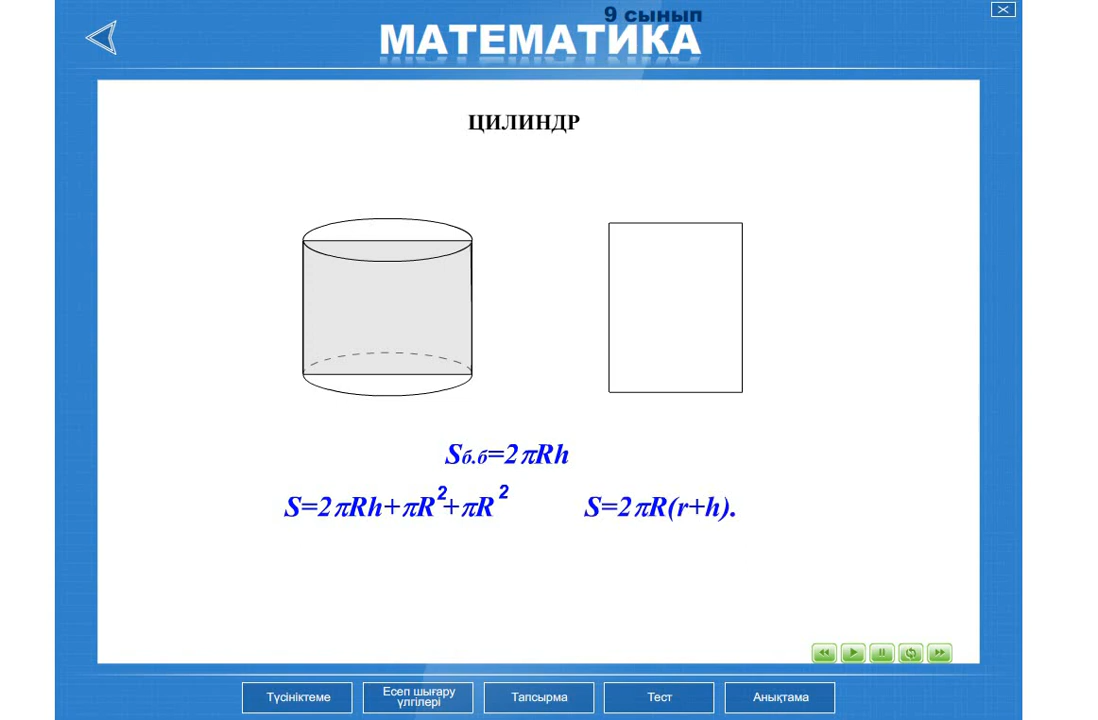 9 сынып
МАТЕМАТИКА
ЦИЛИНДР
Sб.б=2πRh
S=2πRh+πR²+πR² S=2πR(r+h).
Түсініктеме Есеп шығару үлгілері Тапсырма Тест Анықтама